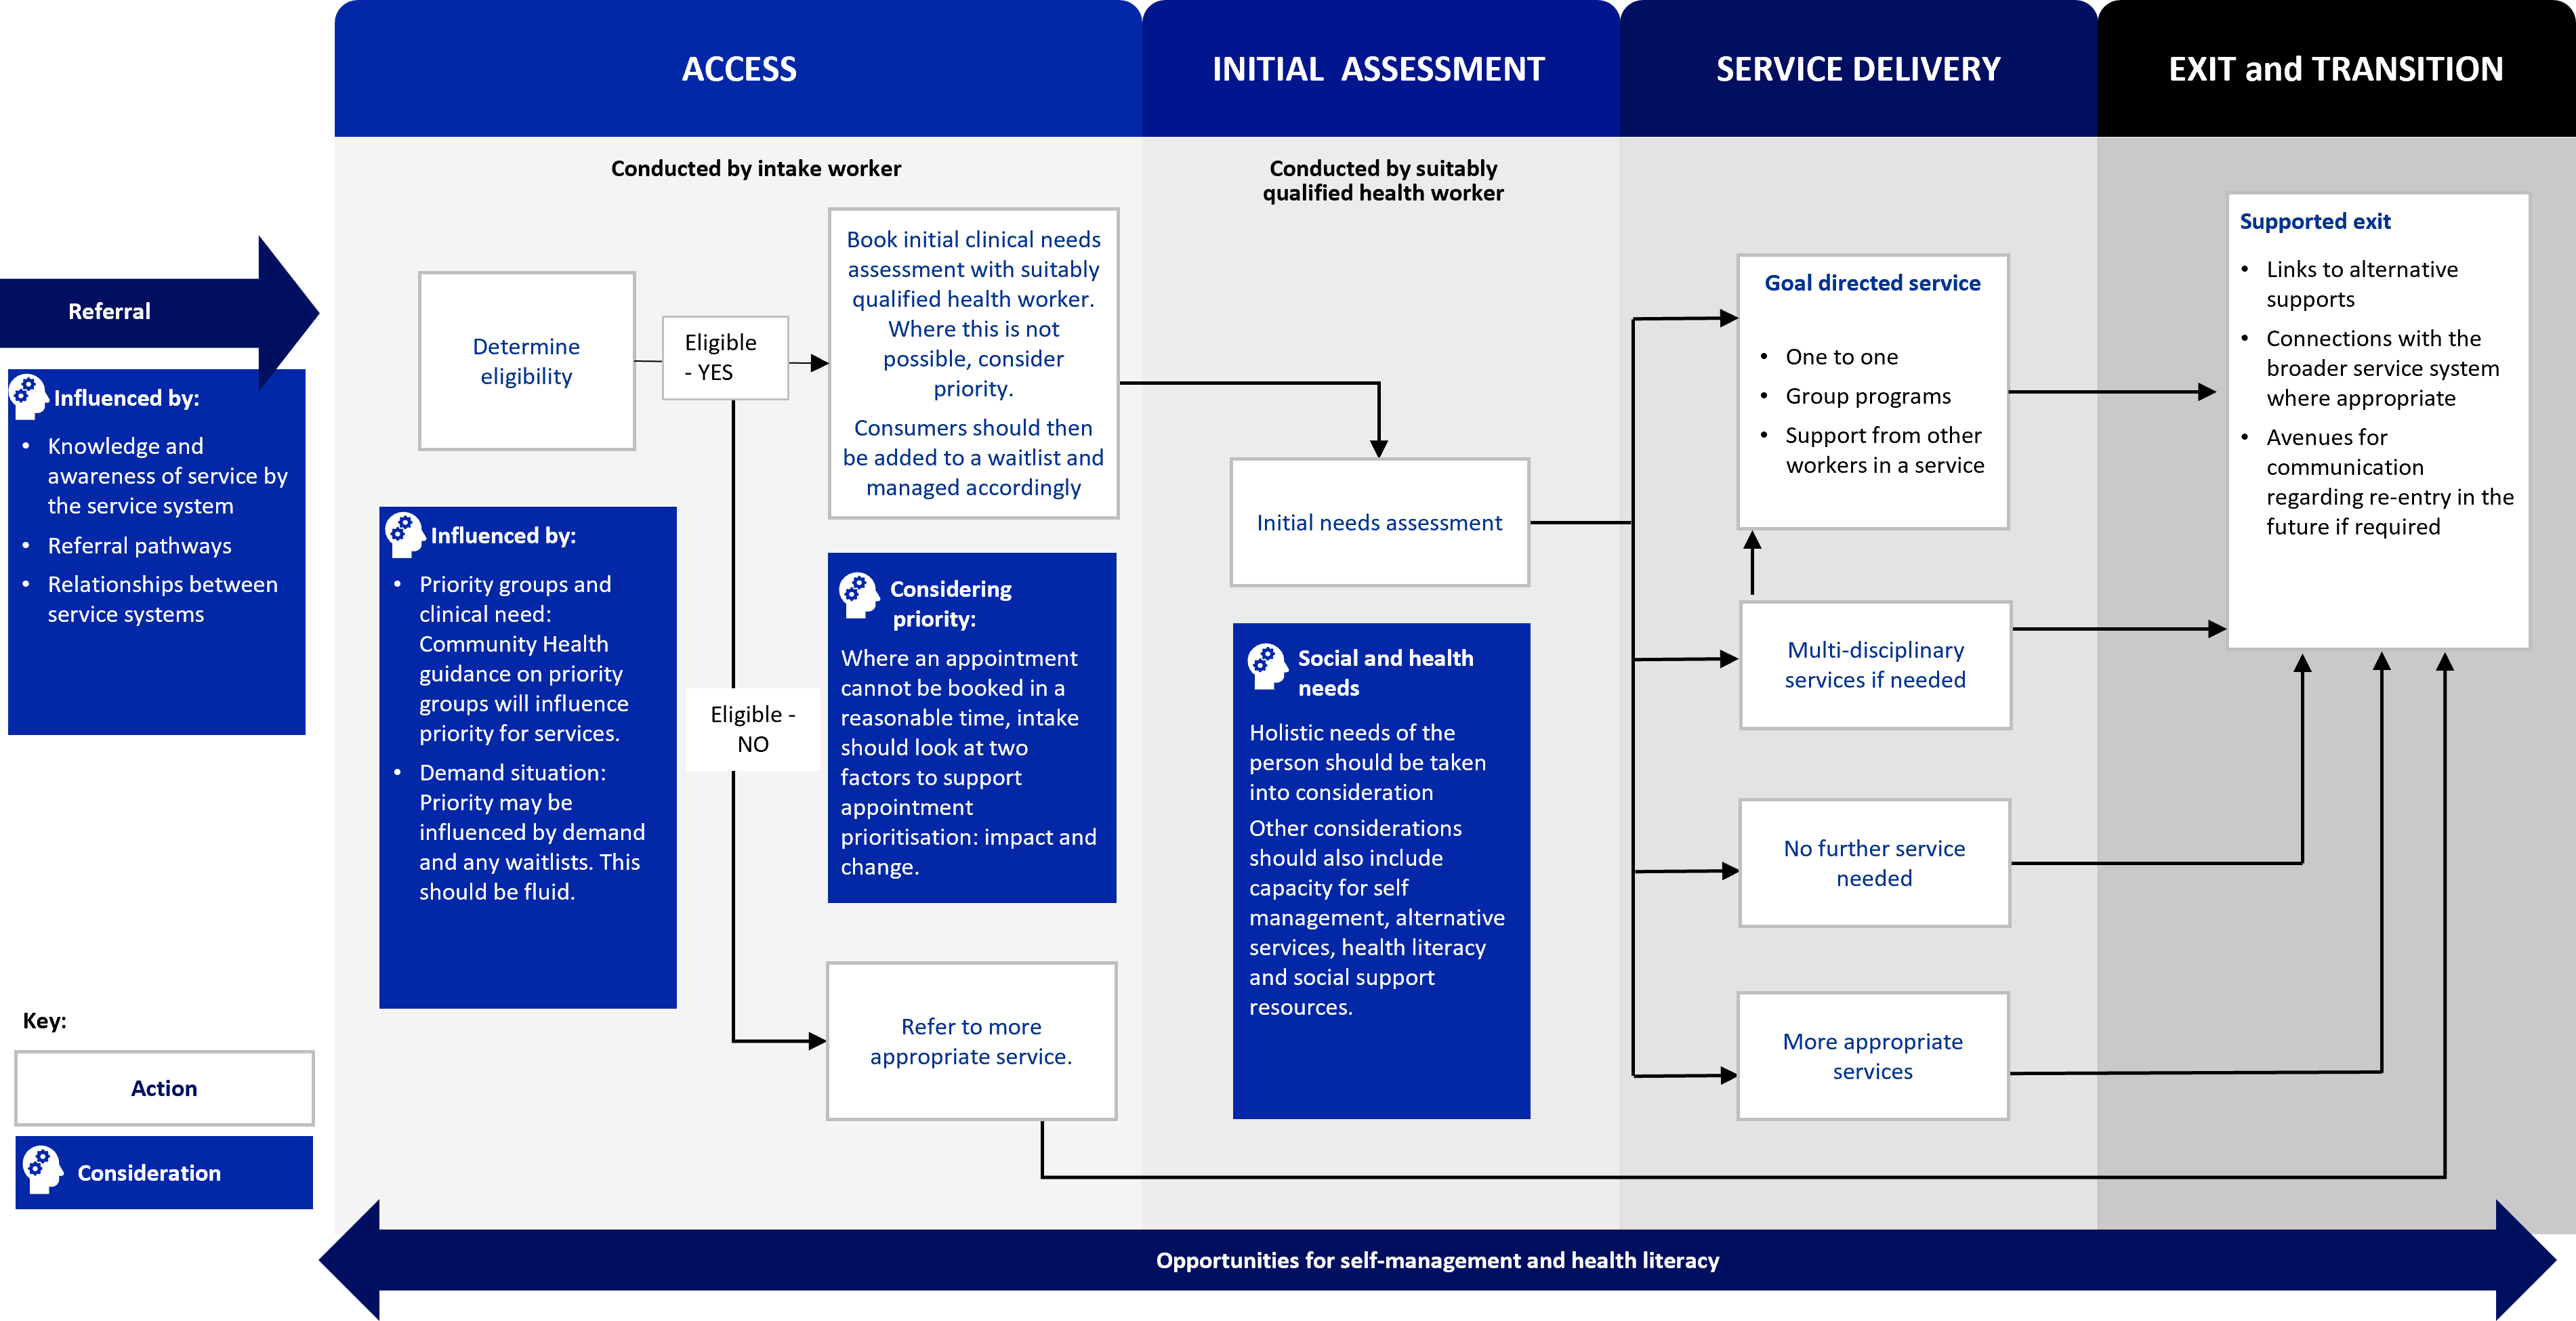 ACCESS
INITIAL  ASSESSMENT
SERVICE DELIVERY
EXIT and TRANSITION
Referral
Influenced by:
• Knowledge and
awareness of service by
the service system
• Referral pathways
• Relationships between
service systems
Key:
Action
Consideration
Conducted by intake worker
Determine
eligibility
Eligible
- YES
Book initial clinical needs
assessment with suitably
qualified health worker.
Where this is not
possible, consider
priority.
Consumers should then
be added to a waitlist and
managed accordingly
Influenced by:
• Priority groups and
clinical need:
Community Health
guidance on priority
groups will influence
priority for services.
• Demand situation:
Priority may be
influenced by demand
and any waitlists. This
should be fluid.
Eligible -
NO
Considering
priority:
Where an appointment
cannot be booked in a
reasonable time, intake
should look at two
factors to support
appointment
prioritisation: impact and
change.
Refer to more
appropriate service.
Conducted by suitably
qualified health worker
Initial needs assessment
Social and health
needs
Holistic needs of the
person should be taken
into consideration
Other considerations
should also include
capacity for self
management, alternative
services, health literacy
and social support
resources.
Goal directed service
• One to one
• Group programs
• Support from other
workers in a service
Multi-disciplinary
services if needed
No further service
needed
More appropriate
services
Supported exit
• Links to alternative
supports
• Connections with the
broader service system
where appropriate
• Avenues for
communication
regarding re-entry in the
future if required
Opportunities for self-management and health literacy